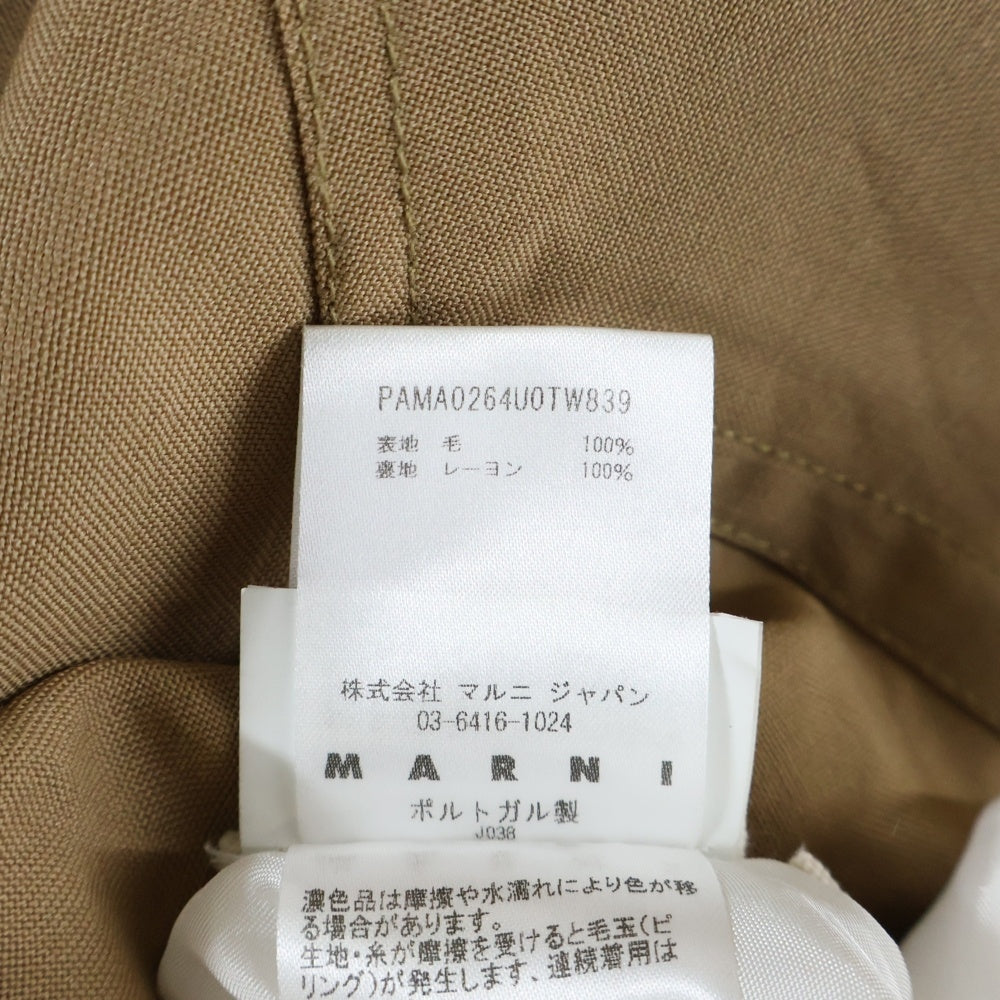 PAMA0264U0TW839
表地 毛 100%
裏地 レーヨン 100%
株式会社 マルニ ジャパン
03-6416-1024
MARNI
ポルトガル製
J038
濃色品は摩擦や水濡れにより色が移
る場合があります。
生地・糸が摩擦を受けると毛玉(ピ
リング)が発生します、連続着用は